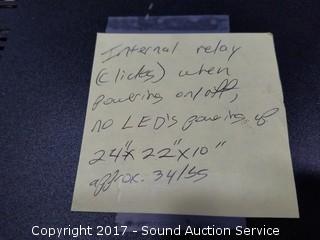 Internal relay
(clicks) when
powering on/off,
no LED's powering up
24"x 22"x10"
approx. 34lbs
Copyright 2017 - Sound Auction Service